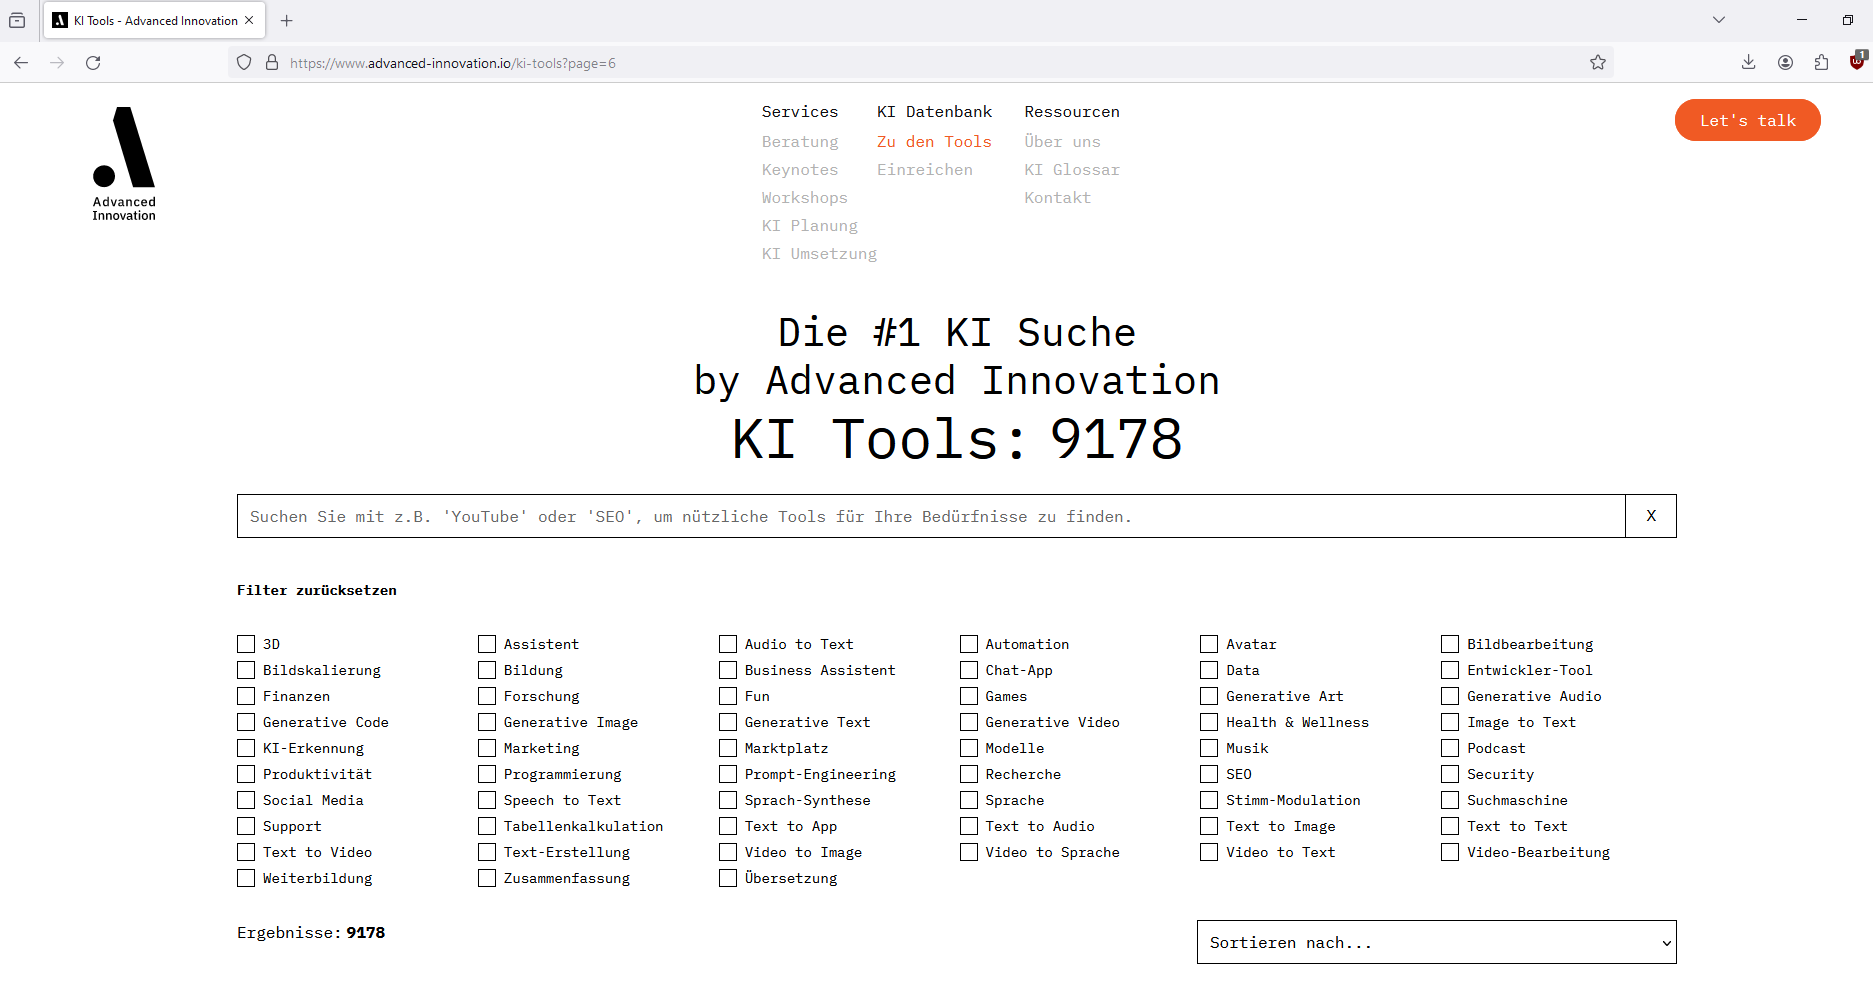 KI Tools - Advanced Innovation
https://www.advanced-innovation.io/ki-tools?page=6
1
Advanced
Innovation
Services
Beratung
Keynotes
Workshops
KI Planung
KI Umsetzung
KI Datenbank
Zu den Tools
Einreichen
Ressourcen
Über uns
KI Glossar
Kontakt
Let's talk
Die #1 KI Suche
by Advanced Innovation
KI Tools: 9178
Suchen Sie mit z.B. 'YouTube' oder 'SEO', um nützliche Tools für Ihre Bedürfnisse zu finden.
X
Filter zurücksetzen
3D Assistent Audio to Text Automation Avatar Bildbearbeitung
Bildskalierung Bildung Business Assistent Chat-App Data Entwickler-Tool
Finanzen Forschung Fun Games Generative Art Generative Audio
Generative Code Generative Image Generative Text Generative Video Health & Wellness Image to Text
KI-Erkennung Marketing Marktplatz Modelle Musik Podcast
Produktivität Programmierung Prompt-Engineering Recherche SEO Security
Social Media Speech to Text Sprach-Synthese Sprache Stimm-Modulation Suchmaschine
Support Tabellenkalkulation Text to App Text to Audio Text to Image Text to Text
Text to Video Text-Erstellung Video to Image Video to Sprache Video to Text Video-Bearbeitung
Weiterbildung Zusammenfassung Übersetzung
Ergebnisse: 9178
Sortieren nach...